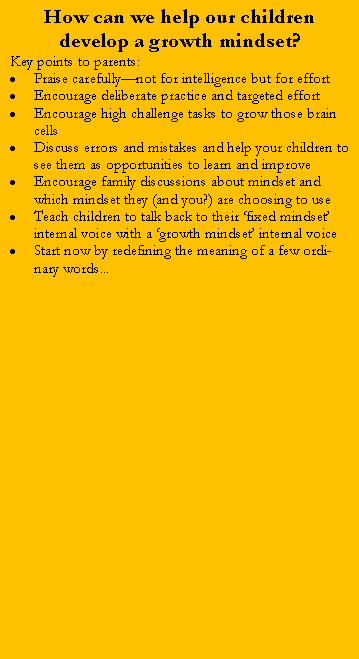 How can we help our children
develop a growth mindset?
Key points to parents:
• Praise carefully—not for intelligence but for effort
• Encourage deliberate practice and targeted effort
• Encourage high challenge tasks to grow those brain
cells
• Discuss errors and mistakes and help your children to
see them as opportunities to learn and improve
• Encourage family discussions about mindset and
which mindset they (and you?) are choosing to use
• Teach children to talk back to their ‘fixed mindset’
internal voice with a ‘growth mindset’ internal voice
• Start now by redefining the meaning of a few ordi-
nary words...